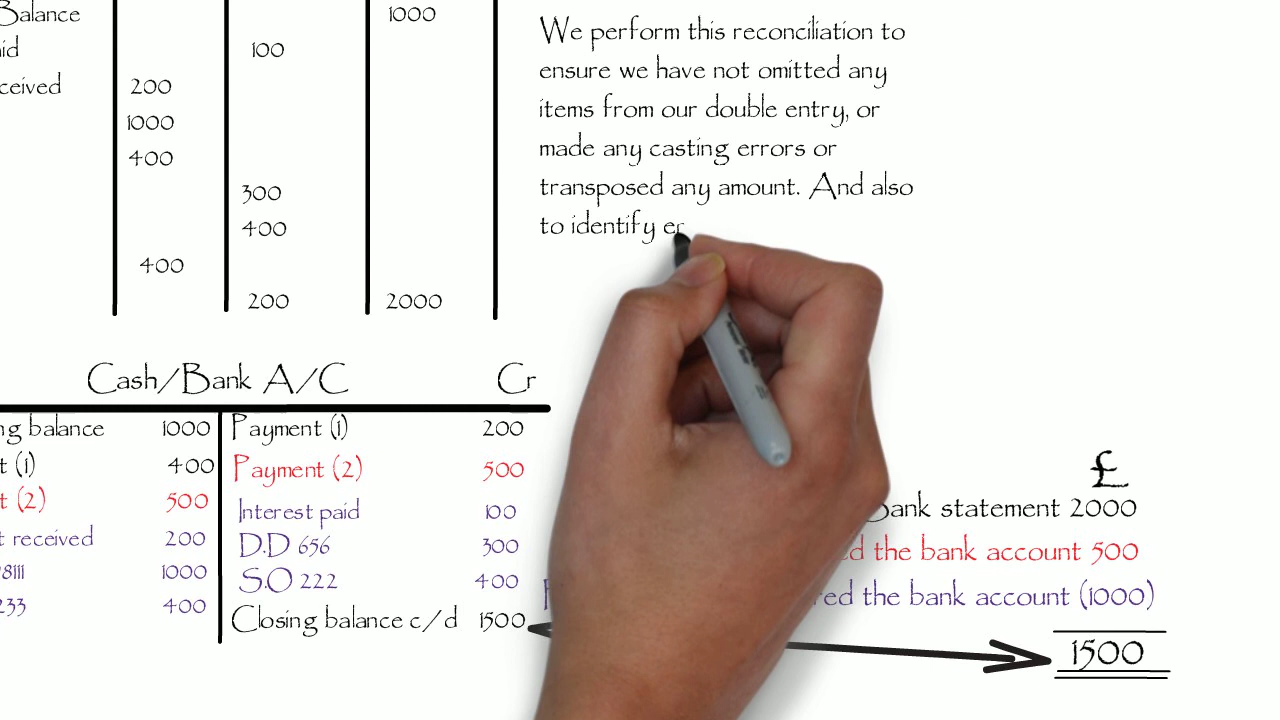 Balance 1000
100
200
1000
400
300
400
400
200 2000
We perform this reconciliation to
ensure we have not omitted any
items from our double entry, or
made any casting errors or
transposed any amount. And also
to identify er
Cash/Bank A/C Cr
balance 1000 Payment (1) 200
(1) 400 Payment (2) 500
(2) 500 Interest paid 100
received 200 D.D 656 300
1000 S.O 222 400
233 400 Closing balance c/d 1500
£
Bank statement 2000
the bank account 500
the bank account (1000)
1500